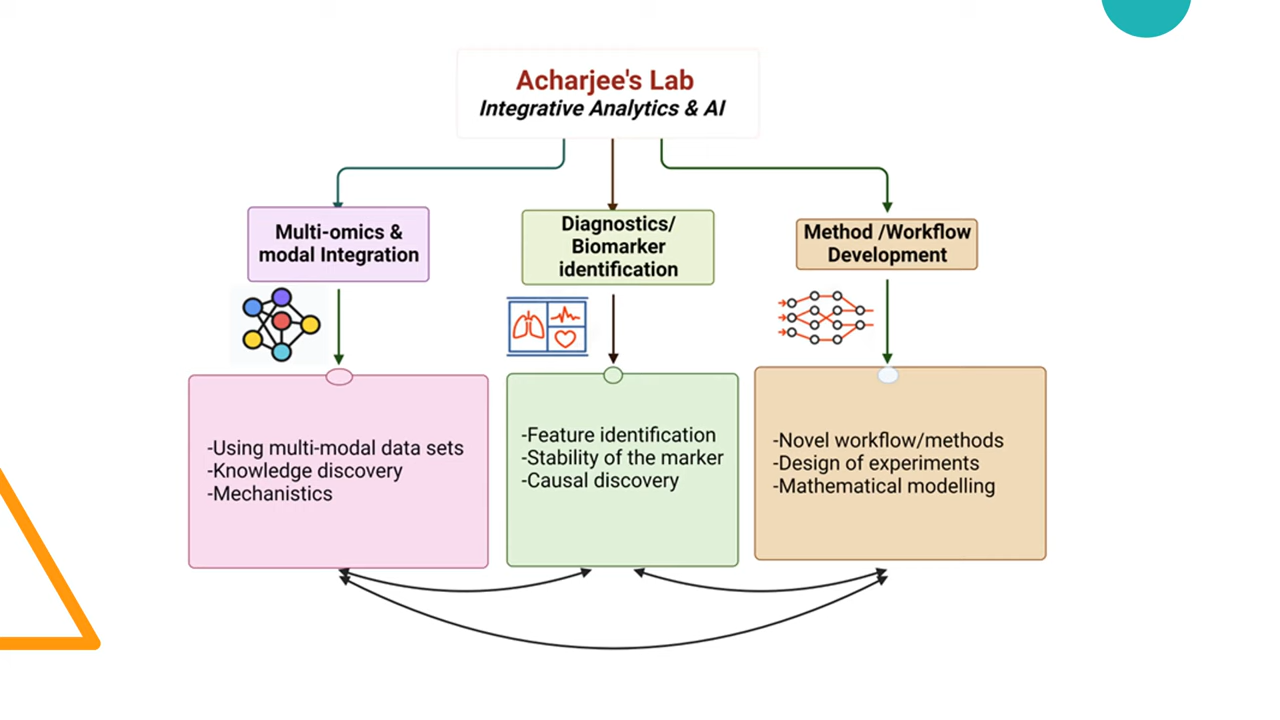 Acharjee's Lab
Integrative Analytics & AI
Multi-omics &
modal Integration
Diagnostics/
Biomarker
identification
Method /Workflow
Development
-Using multi-modal data sets
-Knowledge discovery
-Mechanistics
-Feature identification
-Stability of the marker
-Causal discovery
-Novel workflow/methods
-Design of experiments
-Mathematical modelling